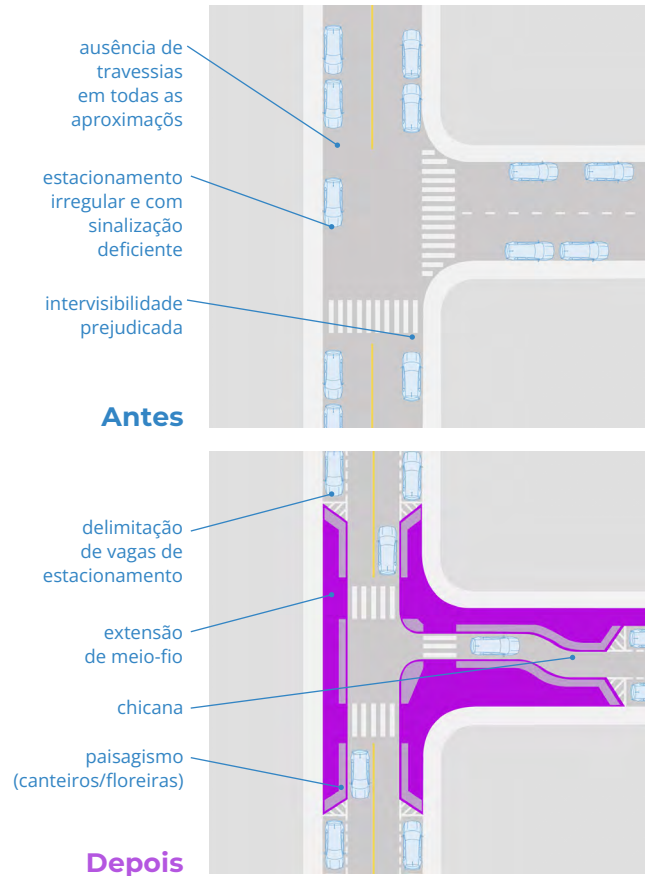 ausência de
travessias
em todas as
aproximaçõs
estacionamento
irregular e com
sinalização
deficiente
intervisibilidade
prejudicada
Antes
delimitação
de vagas de
estacionamento
extensão
de meio-fio
chicana
paisagismo
(canteiros/floreiras)
Depois